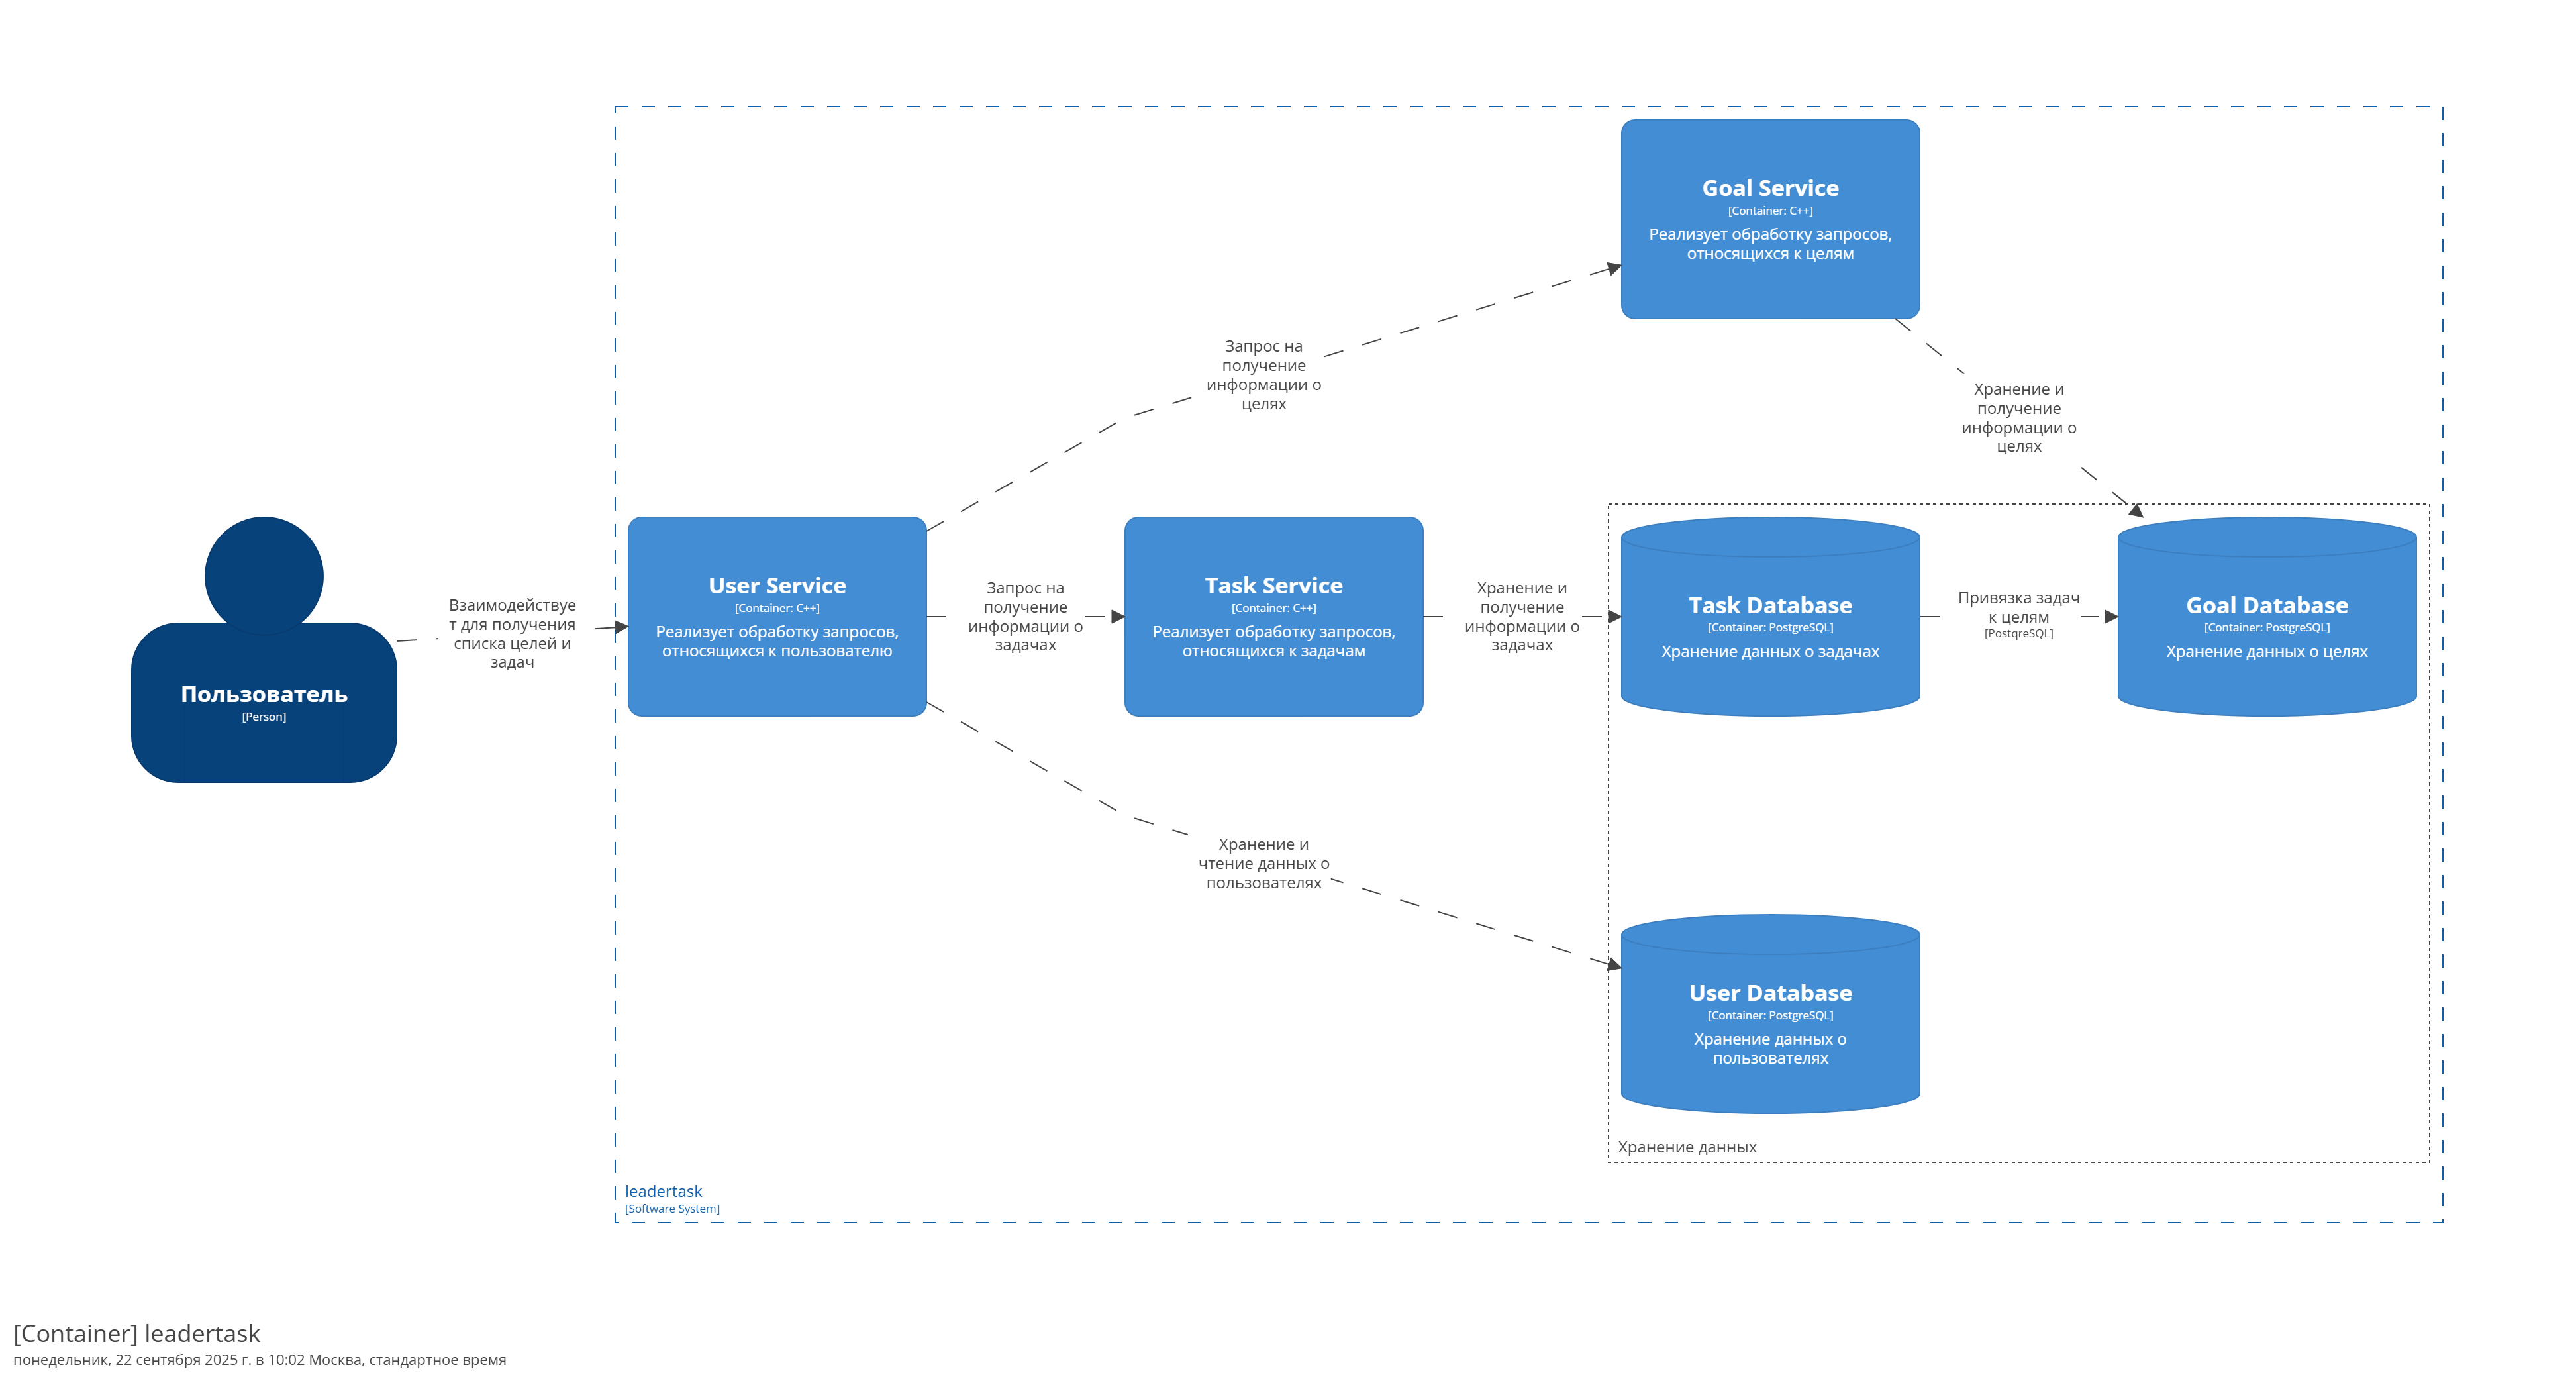 Goal Service
[Container: C++]
Реализует обработку запросов,
относящихся к целям
Запрос на
получение
информации о
целях
Хранение и
получение
информации о
целях
Пользователь
[Person]
Взаимодействуе
т для получения
списка целей и
задач
User Service
[Container: C++]
Реализует обработку запросов,
относящихся к пользователю
Запрос на
получение
информации о
задачах
Task Service
[Container: C++]
Реализует обработку запросов,
относящихся к задачам
Хранение и
получение
информации о
задачах
Task Database
[Container: PostgreSQL]
Хранение данных о задачах
Привязка задач
к целям
[PostqreSQL]
Goal Database
[Container: PostgreSQL]
Хранение данных о целях
Хранение и
чтение данных о
пользователях
User Database
[Container: PostgreSQL]
Хранение данных о
пользователях
Хранение данных
leadertask
[Software System]
[Container] leadertask
понедельник, 22 сентября 2025 г. в 10:02 Москва, стандартное время